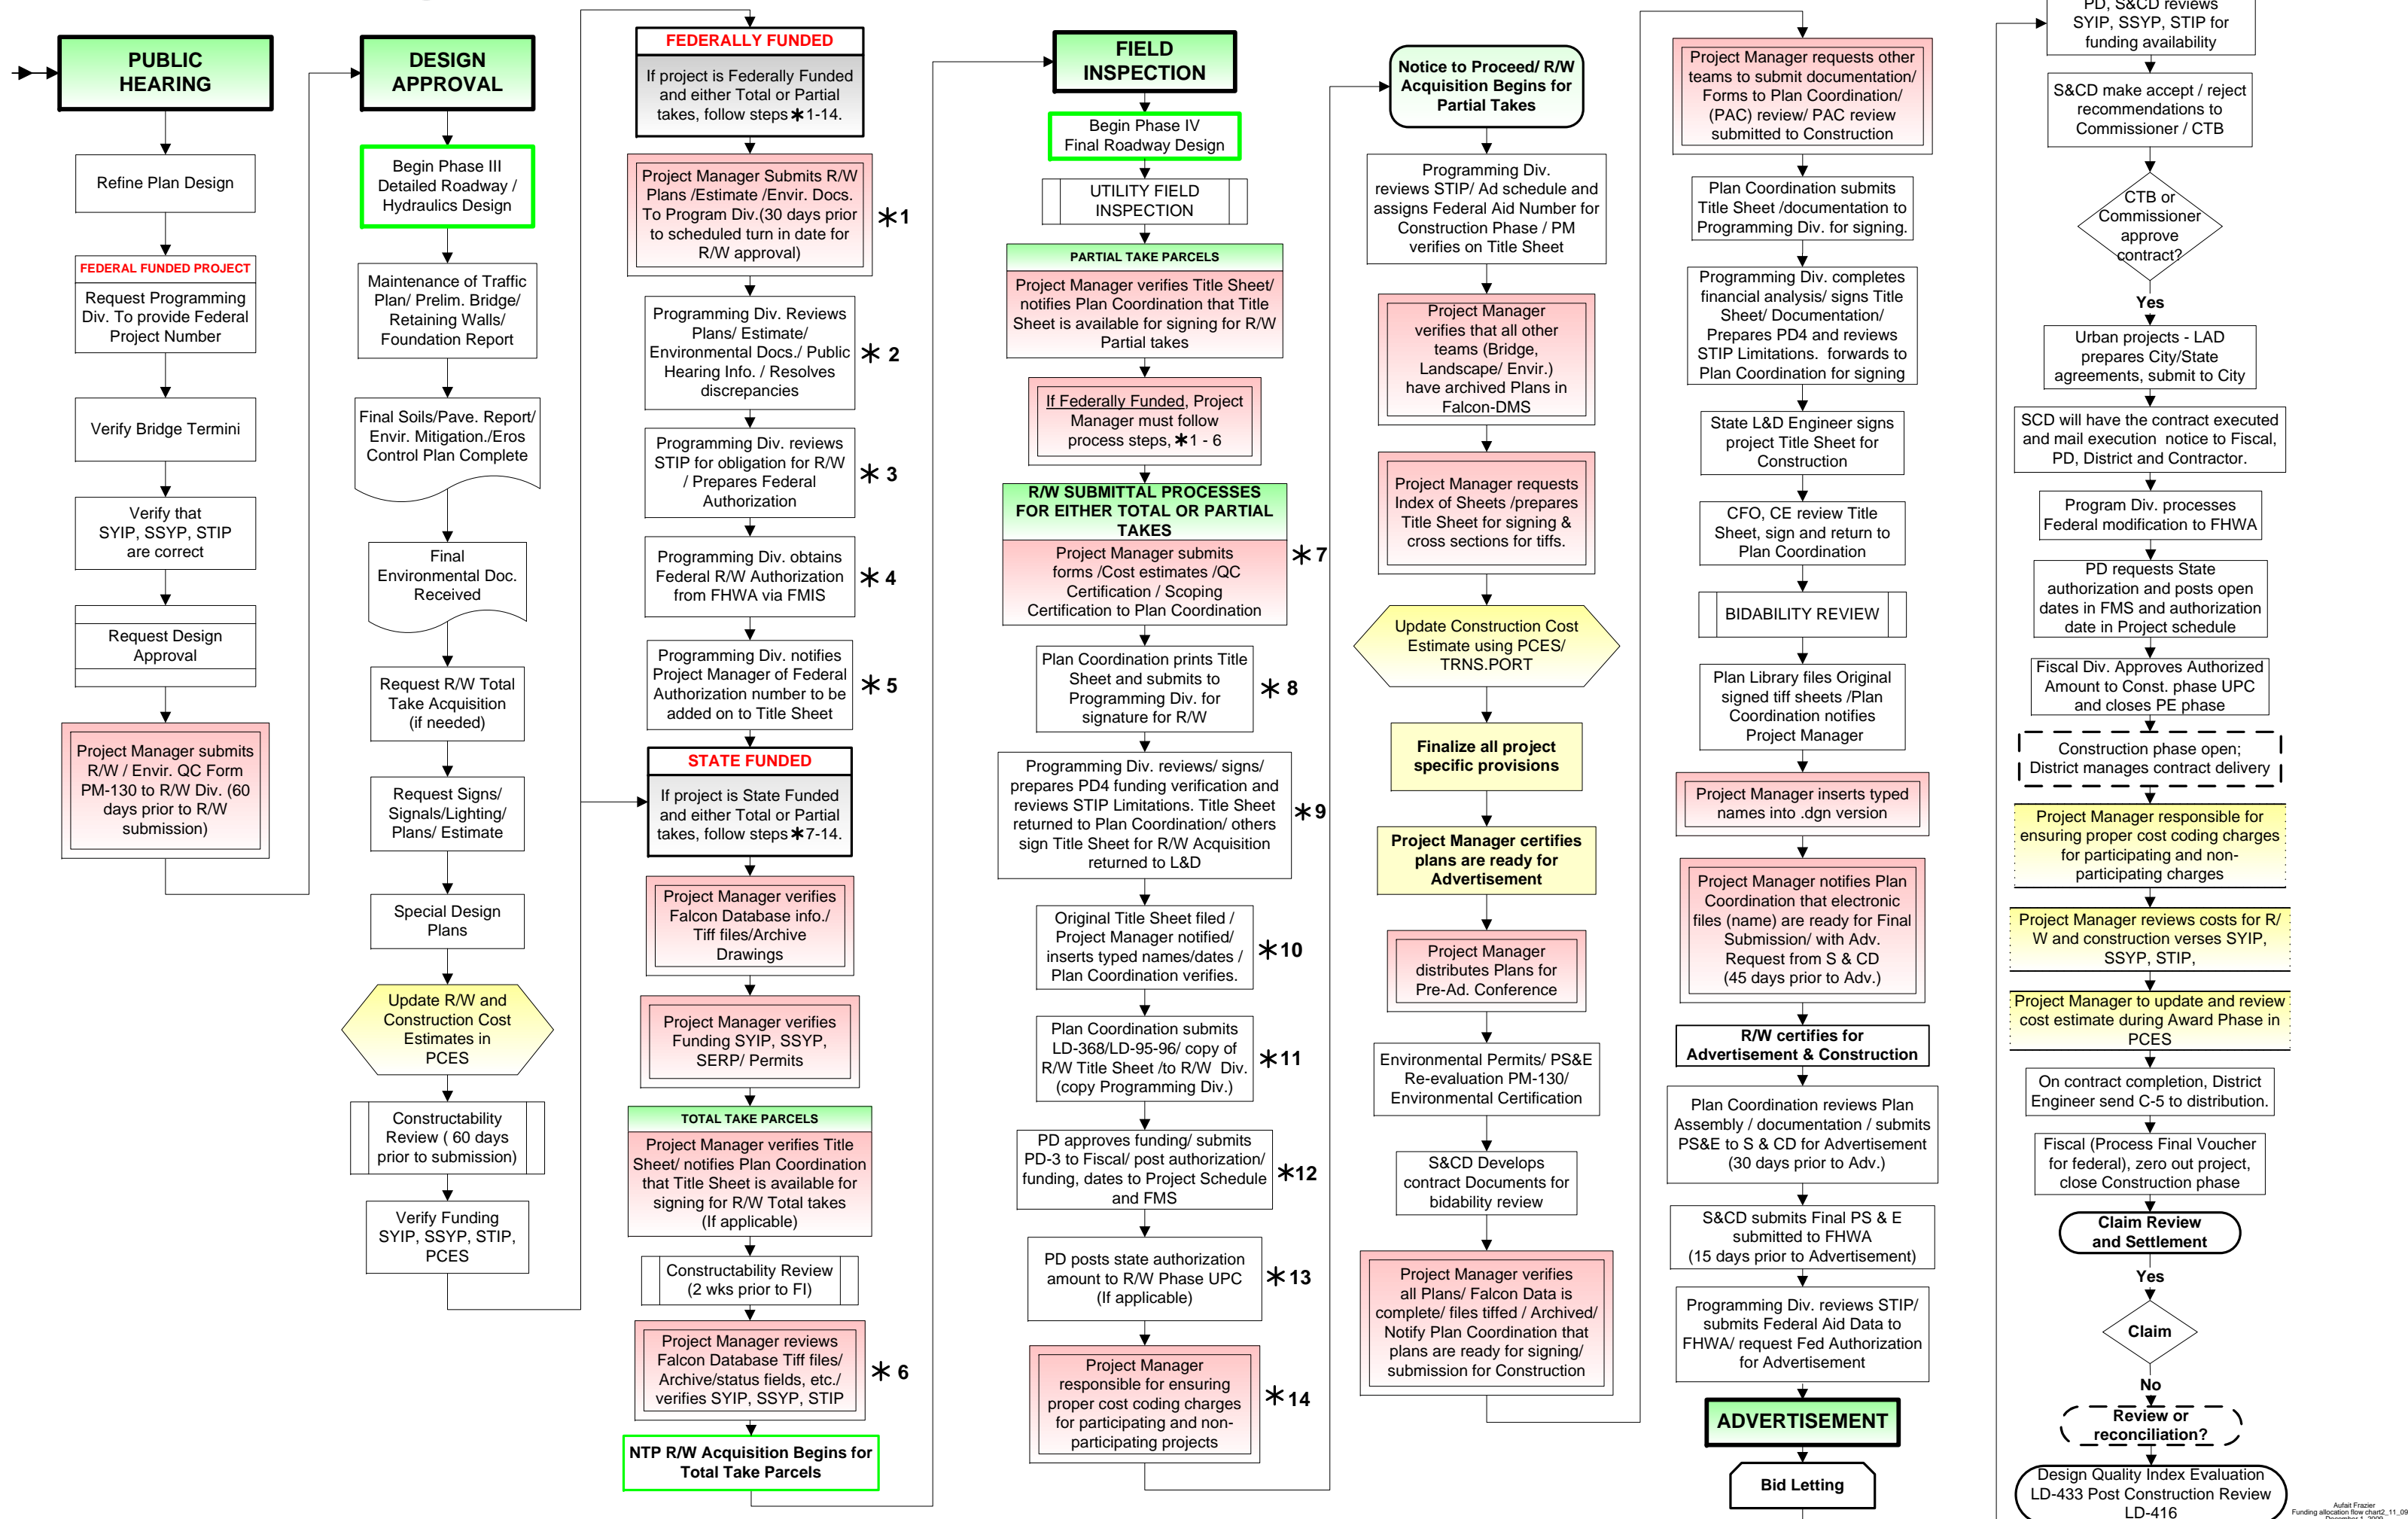 PUBLIC
HEARING
Refine Plan Design
FEDERAL FUNDED PROJECT
Request Programming
Div. To provide Federal
Project Number
Verify Bridge Termini
Verify that
SYIP, SSYP, STIP
are correct
Request Design
Approval
Project Manager submits
R/W / Envir. QC Form
PM-130 to R/W Div. (60
days prior to R/W
submission)
DESIGN
APPROVAL
Begin Phase III
Detailed Roadway /
Hydraulics Design
Maintenance of Traffic
Plan/ Prelim. Bridge/
Retaining Walls/
Foundation Report
Final Soils/Pave. Report/
Envir. Mitigation./Eros
Control Plan Complete
Final
Environmental Doc.
Received
Request R/W Total
Take Acquisition
(if needed)
Request Signs/
Signals/Lighting/
Plans/ Estimate
Special Design
Plans
Update R/W and
Construction Cost
Estimates in
PCES
Constructability
Review ( 60 days
prior to submission)
Verify Funding
SYIP, SSYP, STIP,
PCES
FEDERALLY FUNDED
If project is Federally Funded
and either Total or Partial
takes, follow steps *1-14.
Project Manager Submits R/W
Plans /Estimate /Envir. Docs.
To Program Div.(30 days prior
to scheduled turn in date for
R/W approval)
*1
Programming Div. Reviews
Plans/ Estimate/
Environmental Docs./ Public
Hearing Info. / Resolves
discrepancies
* 2
Programming Div. reviews
STIP for obligation for R/W
/ Prepares Federal
Authorization
* 3
Programming Div. obtains
Federal R/W Authorization
from FHWA via FMIS
* 4
Programming Div. notifies
Project Manager of Federal
Authorization number to be
added on to Title Sheet
* 5
STATE FUNDED
If project is State Funded
and either Total or Partial
takes, follow steps *7-14.
Project Manager verifies
Falcon Database info./
Tiff files/Archive
Drawings
Project Manager verifies
Funding SYIP, SSYP,
SERP/ Permits
TOTAL TAKE PARCELS
Project Manager verifies Title
Sheet/ notifies Plan Coordination
that Title Sheet is available for
signing for R/W Total takes
(If applicable)
Constructability Review
(2 wks prior to FI)
Project Manager reviews
Falcon Database Tiff files/
Archive/status fields, etc./
verifies SYIP, SSYP, STIP
* 6
NTP R/W Acquisition Begins for
Total Take Parcels
FIELD
INSPECTION
Begin Phase IV
Final Roadway Design
UTILITY FIELD
INSPECTION
PARTIAL TAKE PARCELS
Project Manager verifies Title Sheet/
notifies Plan Coordination that Title
Sheet is available for signing for R/W
Partial takes
If Federally Funded, Project
Manager must follow
process steps, *1 - 6
R/W SUBMITTAL PROCESSES
FOR EITHER TOTAL OR PARTIAL
TAKES
Project Manager submits
forms /Cost estimates /QC
Certification / Scoping
Certification to Plan Coordination
* 7
Plan Coordination prints Title
Sheet and submits to
Programming Div. for
signature for R/W
* 8
Programming Div. reviews/ signs/
prepares PD4 funding verification and
reviews STIP Limitations. Title Sheet
returned to Plan Coordination/ others
sign Title Sheet for R/W Acquisition
returned to L&D
*9
Original Title Sheet filed /
Project Manager notified/
inserts typed names/dates /
Plan Coordination verifies.
*10
Plan Coordination submits
LD-368/LD-95-96/ copy of
R/W Title Sheet /to R/W Div.
(copy Programming Div.)
*11
PD approves funding/ submits
PD-3 to Fiscal/ post authorization/
funding, dates to Project Schedule
and FMS
*12
PD posts state authorization
amount to R/W Phase UPC
(If applicable)
*13
Project Manager
responsible for ensuring
proper cost coding charges
for participating and non-
participating projects
*14
Notice to Proceed/ R/W
Acquisition Begins for
Partial Takes
Programming Div.
reviews STIP/ Ad schedule and
assigns Federal Aid Number for
Construction Phase / PM
verifies on Title Sheet
Project Manager
verifies that all other
teams (Bridge,
Landscape/ Envir.)
have archived Plans in
Falcon-DMS
Project Manager requests
Index of Sheets /prepares
Title Sheet for signing &
cross sections for tiffs.
Update Construction Cost
Estimate using PCES/
TRNS.PORT
Finalize all project
specific provisions
Project Manager certifies
plans are ready for
Advertisement
Project Manager
distributes Plans for
Pre-Ad. Conference
Environmental Permits/ PS&E
Re-evaluation PM-130/
Environmental Certification
S&CD Develops
contract Documents for
bidability review
Project Manager verifies
all Plans/ Falcon Data is
complete/ files tiffed / Archived/
Notify Plan Coordination that
plans are ready for signing/
submission for Construction
Project Manager requests other
teams to submit documentation/
Forms to Plan Coordination/
(PAC) review/ PAC review
submitted to Construction
Plan Coordination submits
Title Sheet /documentation to
Programming Div. for signing.
Programming Div. completes
financial analysis/ signs Title
Sheet/ Documentation/
Prepares PD4 and reviews
STIP Limitations. forwards to
Plan Coordination for signing
State L&D Engineer signs
project Title Sheet for
Construction
CFO, CE review Title
Sheet, sign and return to
Plan Coordination
BIDABILITY REVIEW
Plan Library files Original
signed tiff sheets /Plan
Coordination notifies
Project Manager
Project Manager inserts typed
names into .dgn version
Project Manager notifies Plan
Coordination that electronic
files (name) are ready for Final
Submission/ with Adv.
Request from S & CD
(45 days prior to Adv.)
R/W certifies for
Advertisement & Construction
Plan Coordination reviews Plan
Assembly / documentation / submits
PS&E to S & CD for Advertisement
(30 days prior to Adv.)
S&CD submits Final PS & E
submitted to FHWA
(15 days prior to Advertisement)
Programming Div. reviews STIP/
submits Federal Aid Data to
FHWA/ request Fed Authorization
for Advertisement
ADVERTISEMENT
Bid Letting
PD, S&CD reviews
SYIP, SSYP, STIP for
funding availability
S&CD make accept / reject
recommendations to
Commissioner / CTB
CTB or
Commissioner
approve
contract?
Yes
Urban projects - LAD
prepares City/State
agreements, submit to City
SCD will have the contract executed
and mail execution notice to Fiscal,
PD, District and Contractor.
Program Div. processes
Federal modification to FHWA
PD requests State
authorization and posts open
dates in FMS and authorization
date in Project schedule
Fiscal Div. Approves Authorized
Amount to Const. phase UPC
and closes PE phase
Construction phase open;
District manages contract delivery
Project Manager responsible for
ensuring proper cost coding charges
for participating and non-
participating charges
Project Manager reviews costs for R/
W and construction verses SYIP,
SSYP, STIP,
Project Manager to update and review
cost estimate during Award Phase in
PCES
On contract completion, District
Engineer send C-5 to distribution.
Fiscal (Process Final Voucher
for federal), zero out project,
close Construction phase
Claim Review
and Settlement
Yes
Claim
No
Review or
reconciliation?
Design Quality Index Evaluation
LD-433 Post Construction Review
LD-416
Aufait Frazier
Funding allocation flow chart2_11_09
December 1, 2009